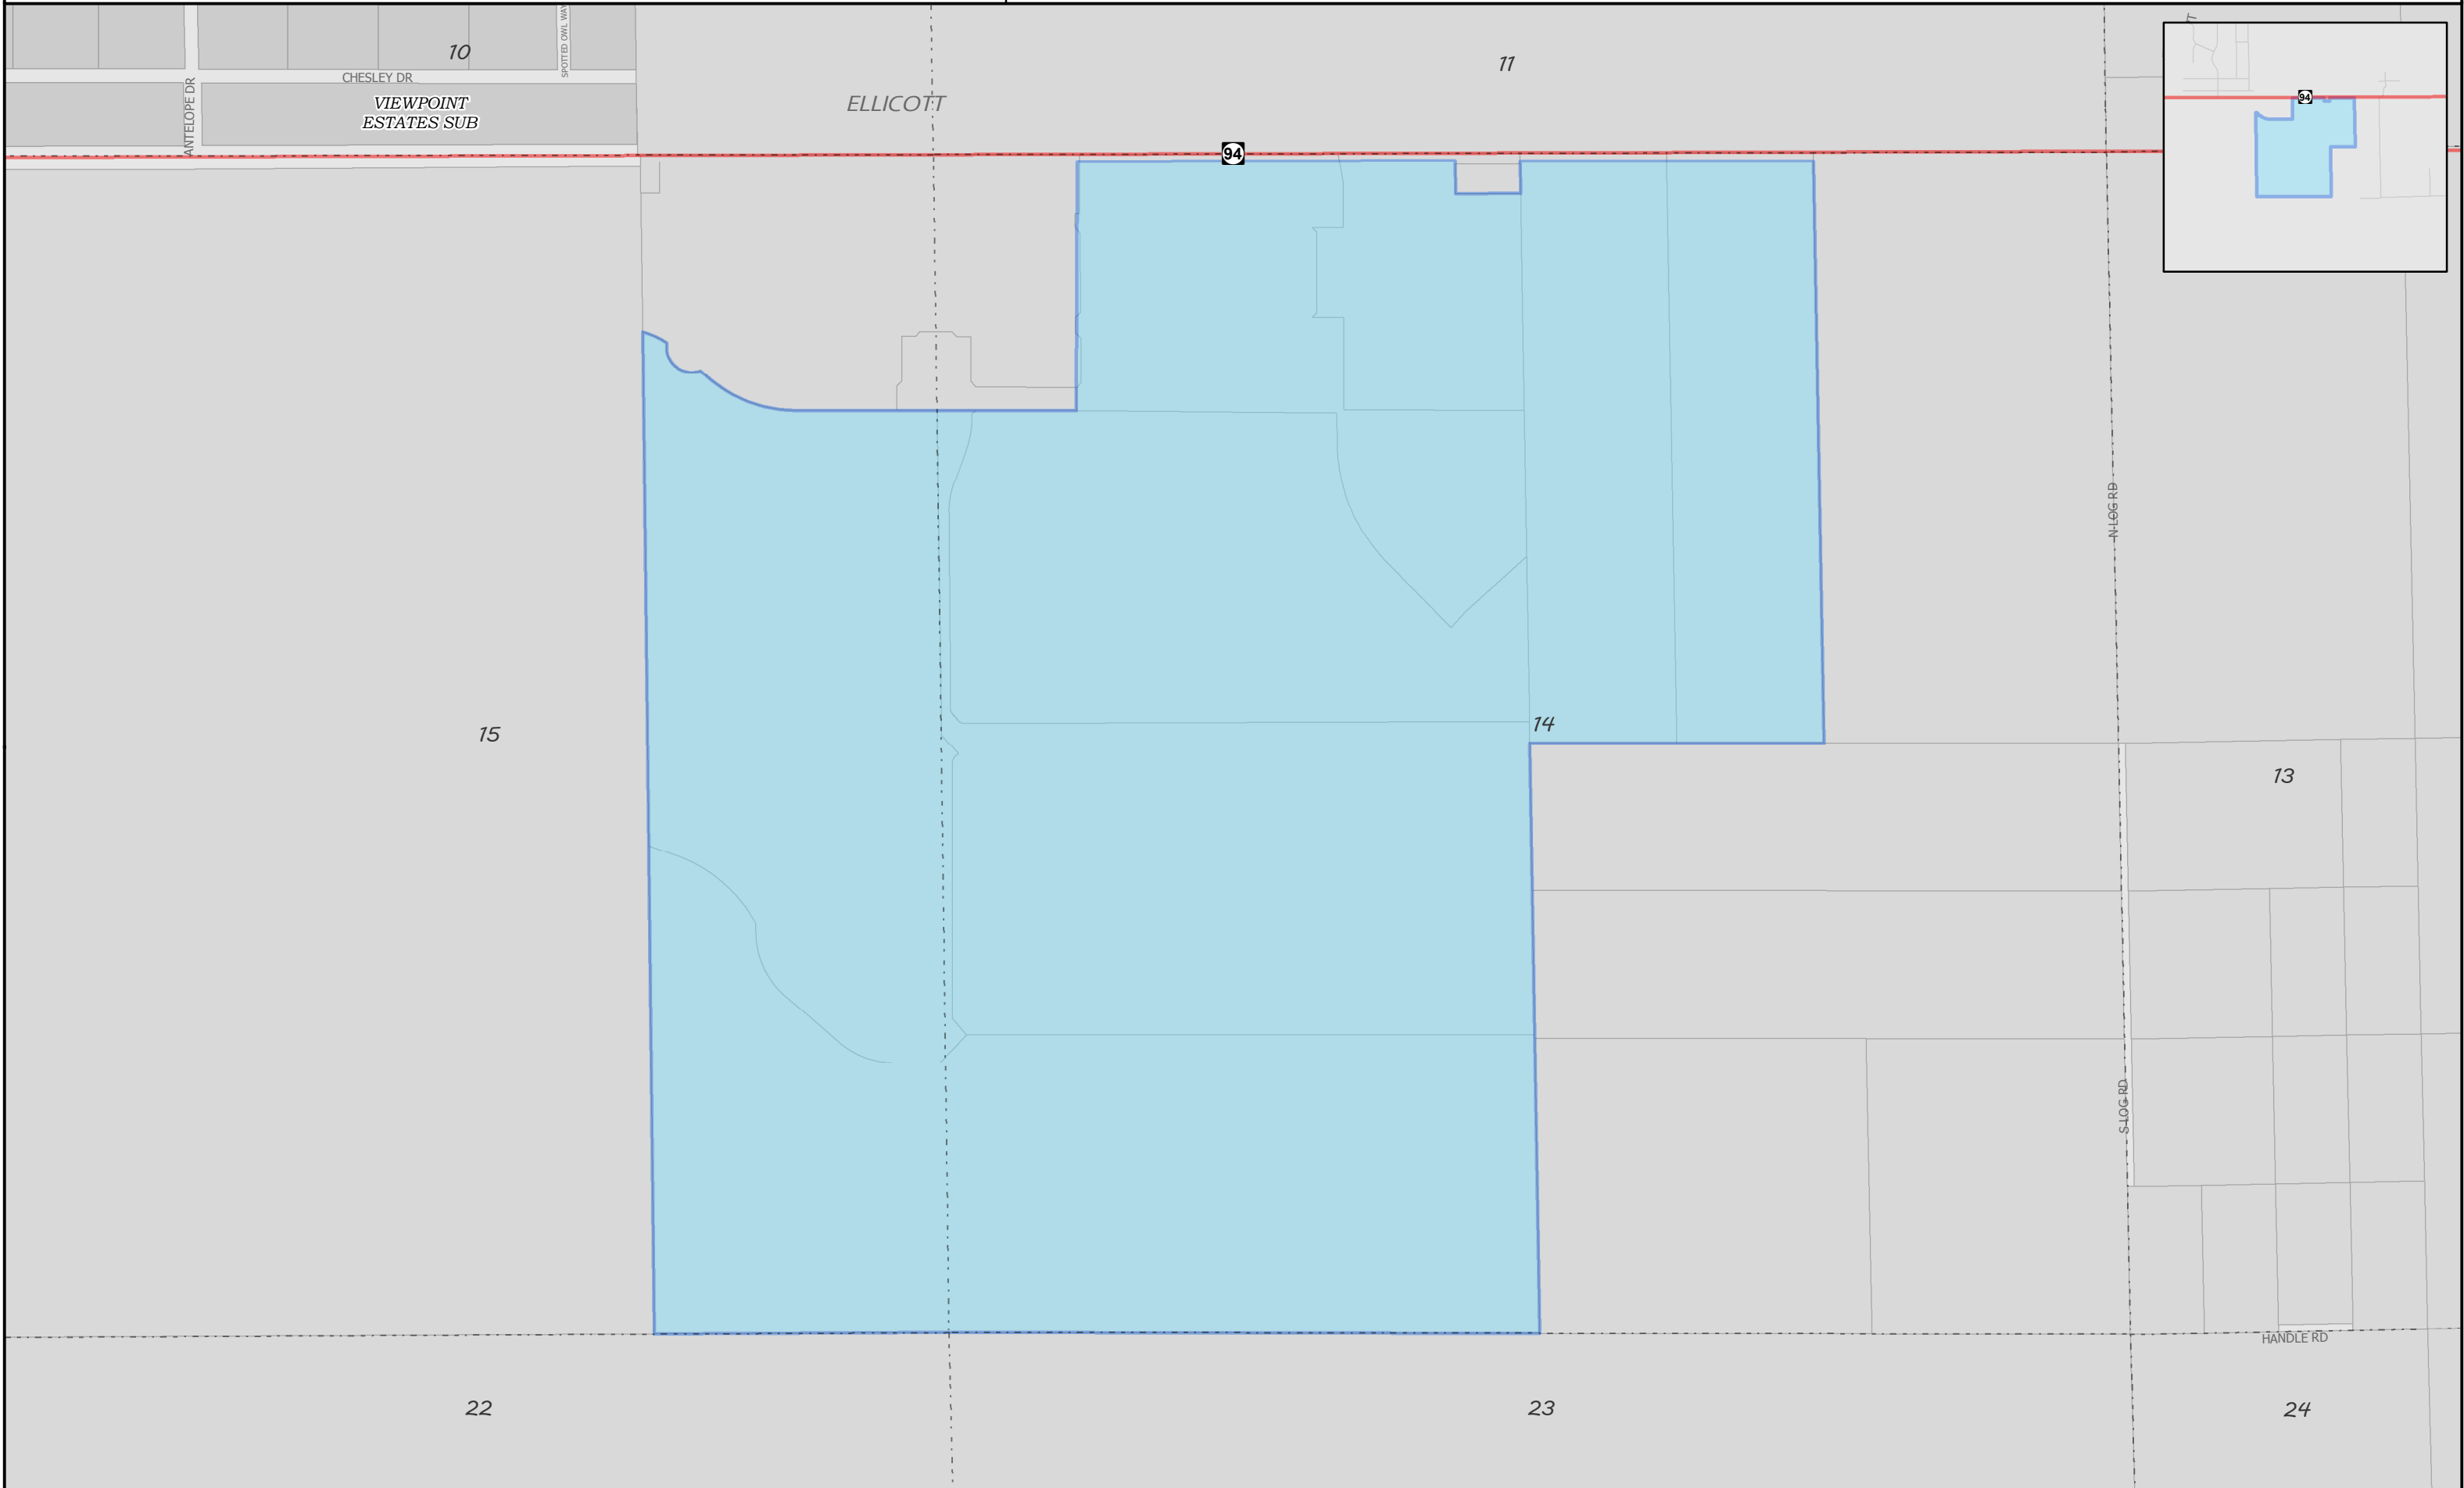 SPOTTED OWL WAY
10
11
CHESLEY DR
ANTELOPE DR
VIEWPOINT
ESTATES SUB
ELLICOTT
94
94
N LOG RD
14
15
13
S LOG RD
HANDLE RD
22
23
24